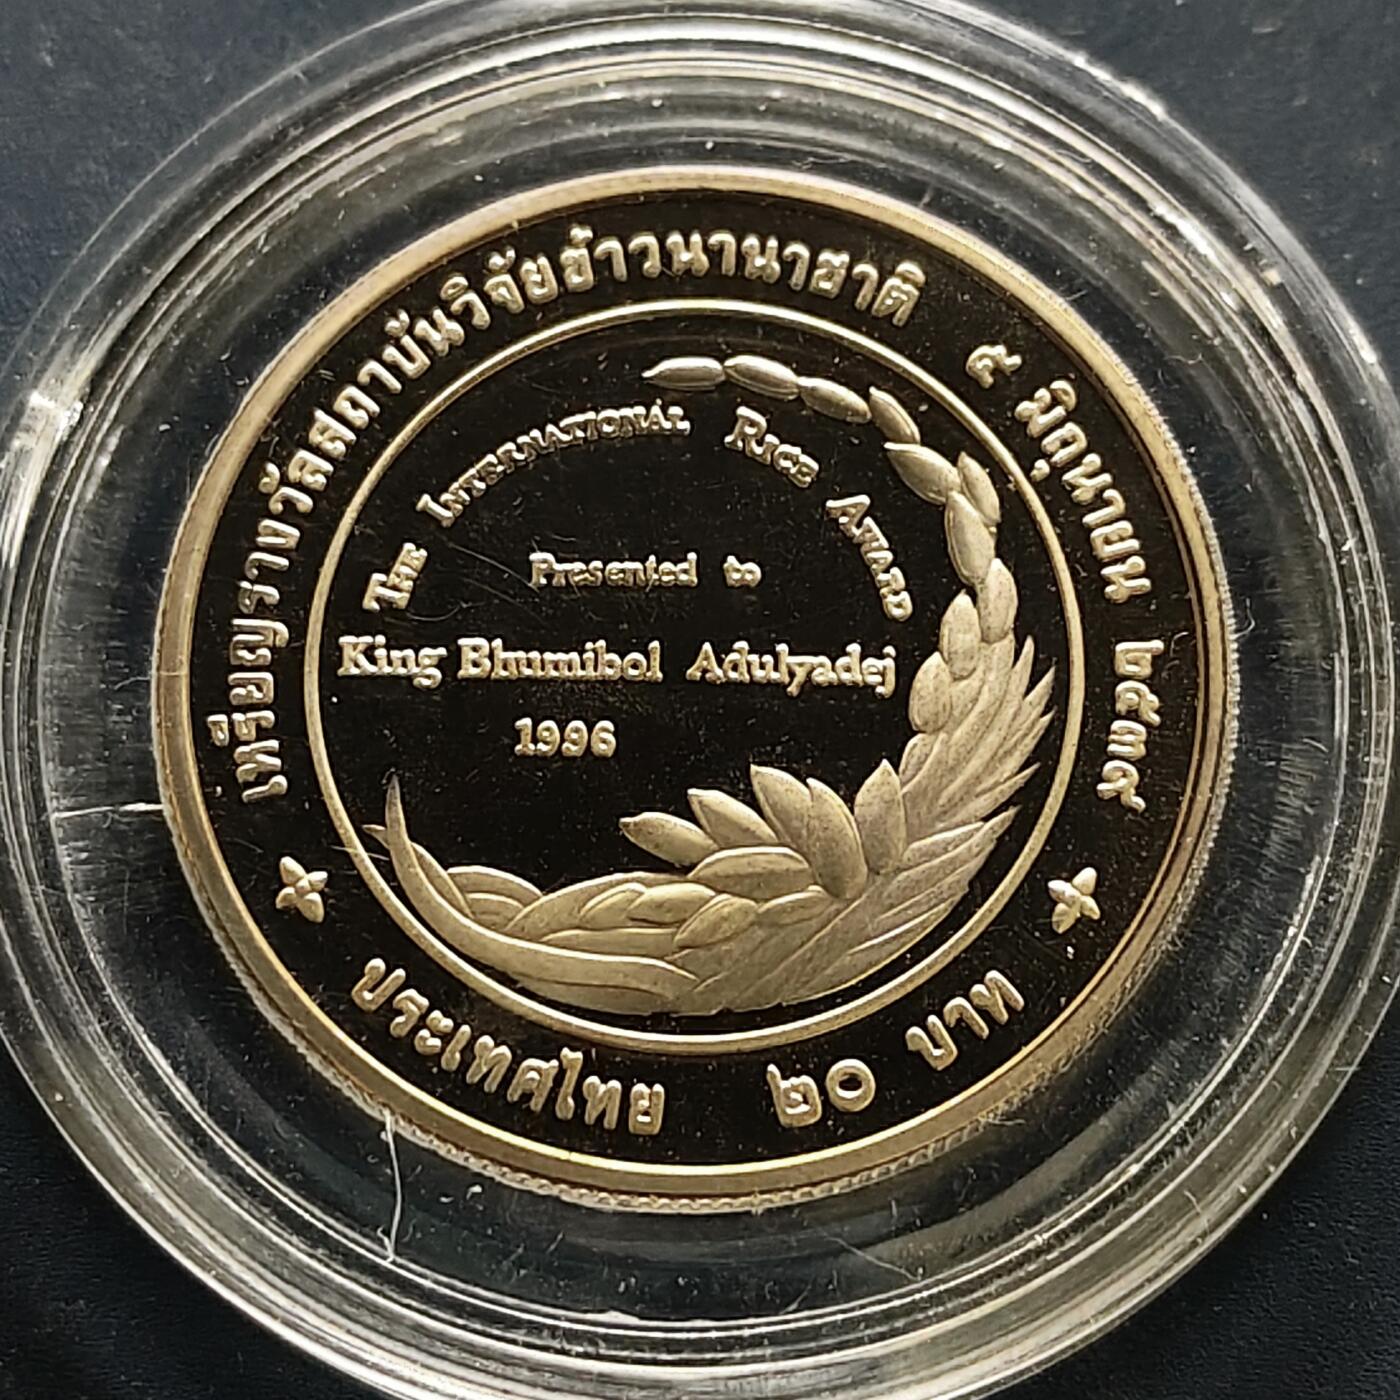 เหรียญรางวัลสถาบันวิจัยข้าวนานาชาติ ๕ มิถุนายน ๒๕๓๙
THE INTERNATIONAL RICE AWARD
Presented to
King Bhumibol Adulyadej
1996
ประเทศไทย ๒๐ บาท